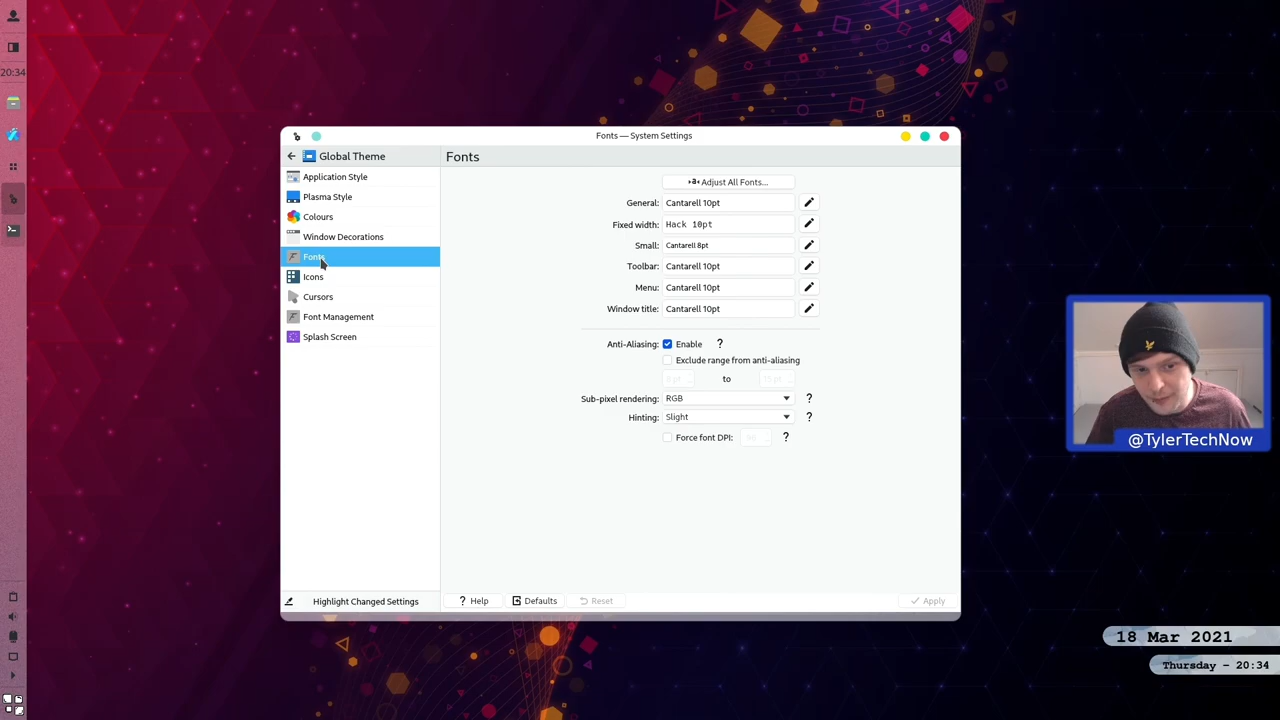 20:34
Fonts — System Settings
Global Theme
Fonts
Application Style
Plasma Style
Colours
Window Decorations
Fonts
Icons
Cursors
Font Management
Splash Screen
Adjust All Fonts...
General: Cantarell 10pt
Fixed width: Hack 10pt
Small: Cantarell 8pt
Toolbar: Cantarell 10pt
Menu: Cantarell 10pt
Window title: Cantarell 10pt
Anti-Aliasing: Enable ?
Exclude range from anti-aliasing
to
Sub-pixel rendering: RGB ?
Hinting: Slight ?
Force font DPI: ?
Highlight Changed Settings
? Help
Defaults
Reset
Apply
@TylerTechNow
18 Mar 2021
Thursday - 20:34